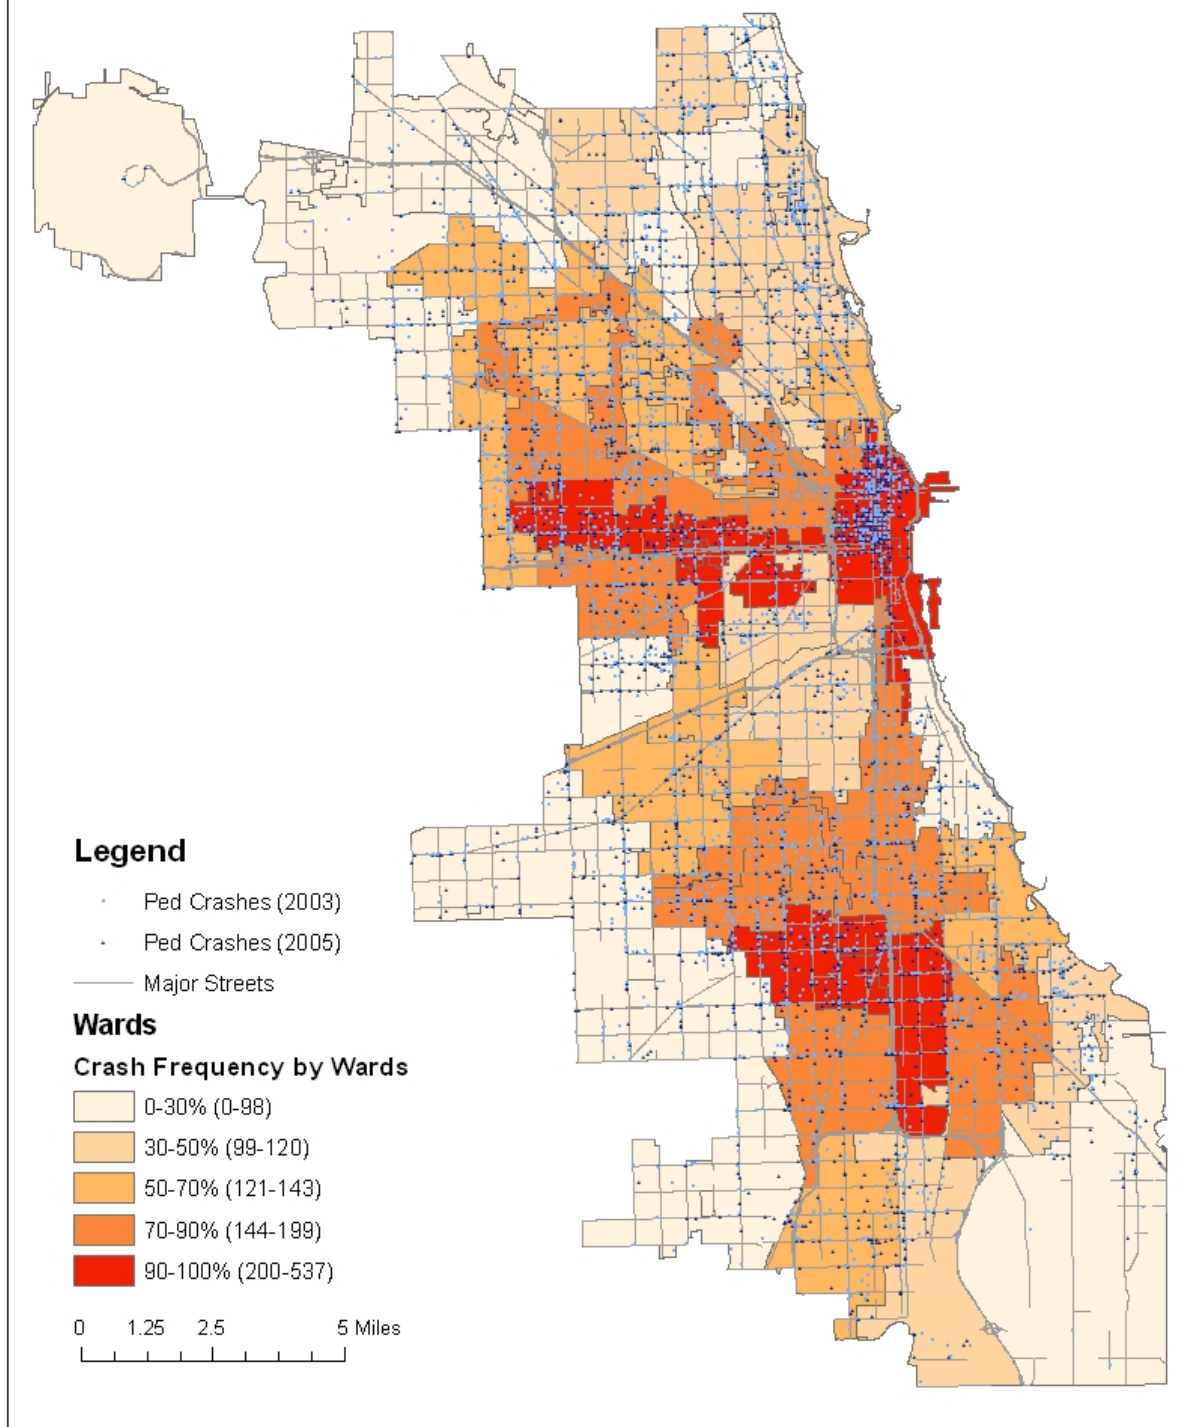 Legend
Ped Crashes (2003)
Ped Crashes (2005)
Major Streets
Wards
Crash Frequency by Wards
0-30% (0-98)
30-50% (99-120)
50-70% (121-143)
70-90% (144-199)
90-100% (200-537)
0 1.25 2.5 5 Miles